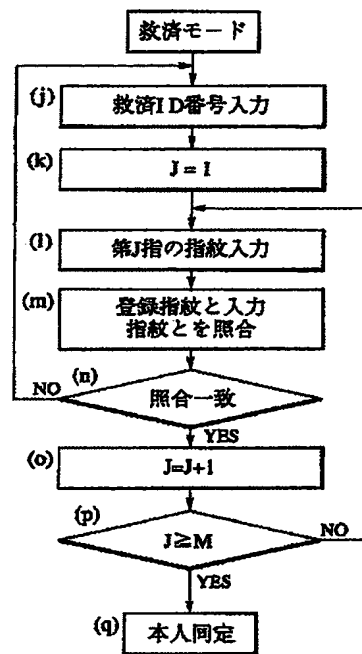 救済モード
(j)
救済ID番号入力
(k)
J = 1
(l)
第J指の指紋入力
(m)
登録指紋と入力
指紋とを照合
(n)
NO
照合一致
YES
(o)
J=J+1
(p)
J≧M
NO
YES
(q)
本人同定